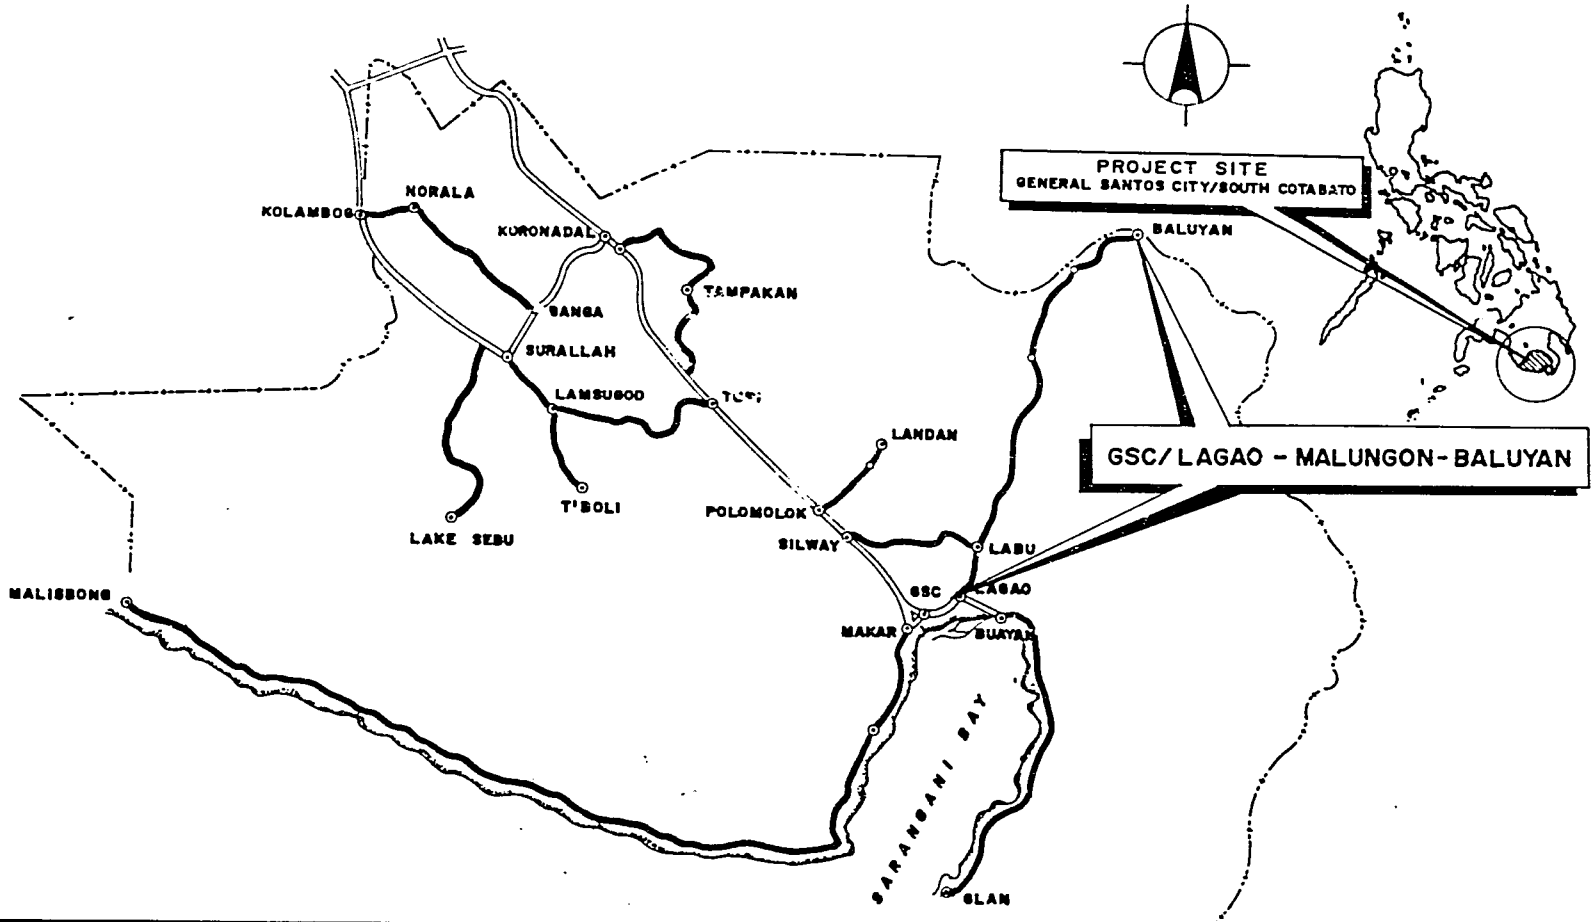 PROJECT SITE
GENERAL SANTOS CITY/SOUTH COTABATO
NORALA
KOLAMBOG
KORONADAL
BALUYAN
TAMPAKAN
BANGA
SURALLAH
LAMSUGOD
TUPI
LANDAN
GSC/LAGAO - MALUNGON-BALUYAN
T'BOLI
POLOMOLOK
LAKE SEBU
SILWAY
LABU
MALISBONG
GSC
LAGAO
MAKAR
BUAYAN
SARANGANI BAY
GLAN